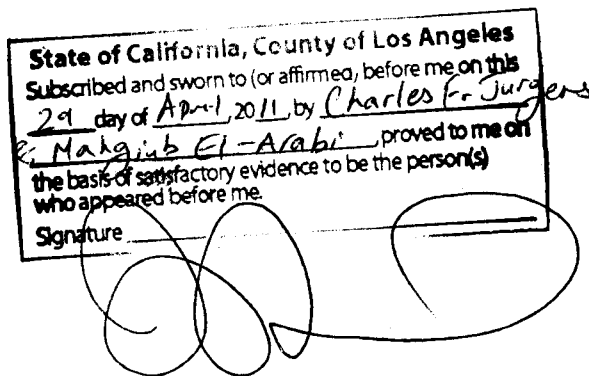 State of California, County of Los Angeles
Subscribed and sworn to (or affirmed, before me on this
29 day of April, 2011, by Charles F. Jurgens
& Mahgiub El-Arabi, proved to me on
the basis of satisfactory evidence to be the person(s)
who appeared before me.
Signature